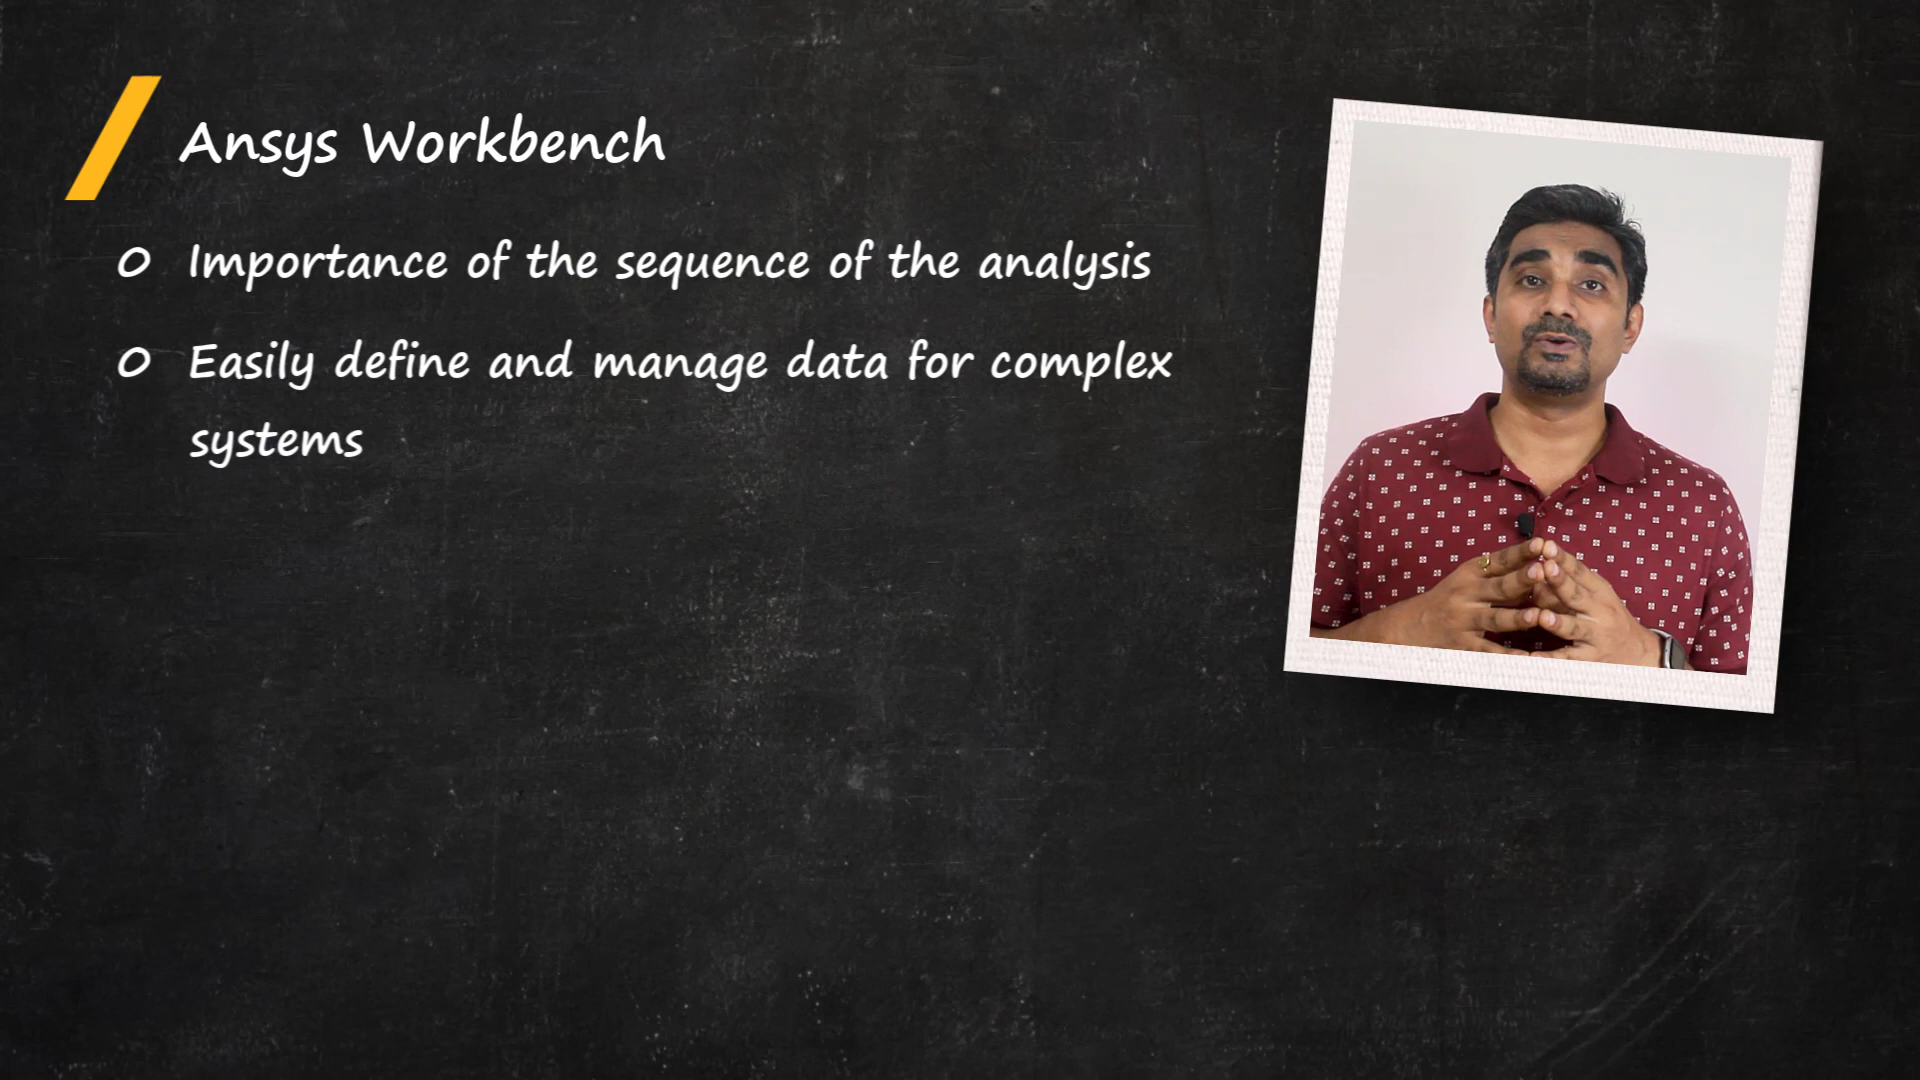 Ansys Workbench
O Importance of the sequence of the analysis
O Easily define and manage data for complex
systems